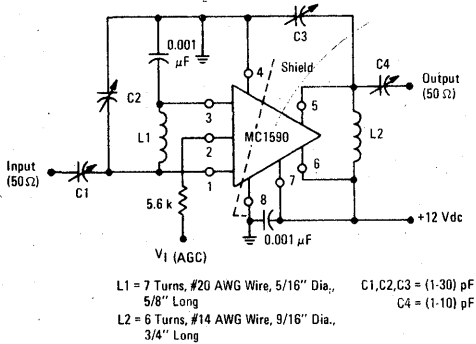 C3
0.001
μF
4
Shield
C4
Output
(50 Ω)
C2
3
5
L1
MC1590
L2
2
6
Input
(50Ω)
C1
1
7
8
5.6 k
0.001 μF
+12 Vdc
VI (AGC)
L1 = 7 Turns, #20 AWG Wire, 5/16" Dia.,
5/8" Long
L2 = 6 Turns, #14 AWG Wire, 9/16" Dia.,
3/4" Long
C1,C2,C3 = (1-30) pF
C4 = (1-10) pF